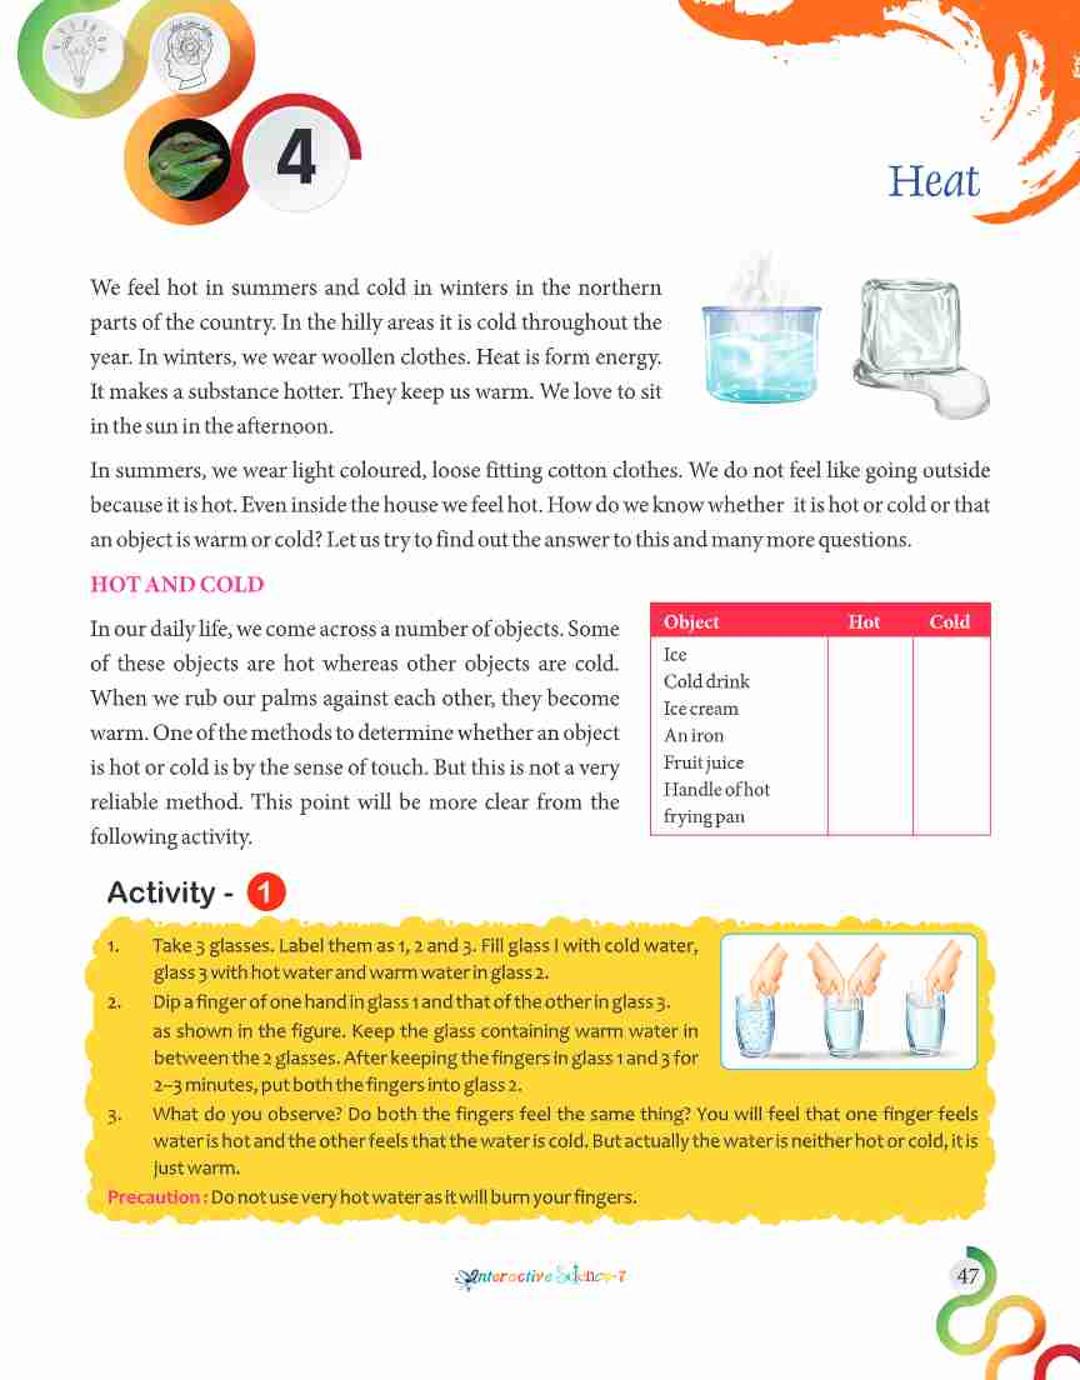 4
Heat
We feel hot in summers and cold in winters in the northern
parts of the country. In the hilly areas it is cold throughout the
year. In winters, we wear woollen clothes. Heat is form energy.
It makes a substance hotter. They keep us warm. We love to sit
in the sun in the afternoon.
In summers, we wear light coloured, loose fitting cotton clothes. We do not feel like going outside
because it is hot. Even inside the house we feel hot. How do we know whether it is hot or cold or that
an object is warm or cold? Let us try to find out the answer to this and many more questions.
HOT AND COLD
In our daily life, we come across a number of objects. Some
of these objects are hot whereas other objects are cold.
When we rub our palms against each other, they become
warm. One of the methods to determine whether an object
is hot or cold is by the sense of touch. But this is not a very
reliable method. This point will be more clear from the
following activity.
Object Hot Cold
Ice
Cold drink
Ice cream
An iron
Fruit juice
Handle of hot
frying pan
Activity - 1
1. Take 3 glasses. Label them as 1, 2 and 3. Fill glass I with cold water,
glass 3 with hot water and warm water in glass 2.
2. Dip a finger of one hand in glass 1 and that of the other in glass 3.
as shown in the figure. Keep the glass containing warm water in
between the 2 glasses. After keeping the fingers in glass 1 and 3 for
2–3 minutes, put both the fingers into glass 2.
3. What do you observe? Do both the fingers feel the same thing? You will feel that one finger feels
water is hot and the other feels that the water is cold. But actually the water is neither hot or cold, it is
just warm.
Precaution : Do not use very hot water as it will burn your fingers.
Interactive Science-7
47